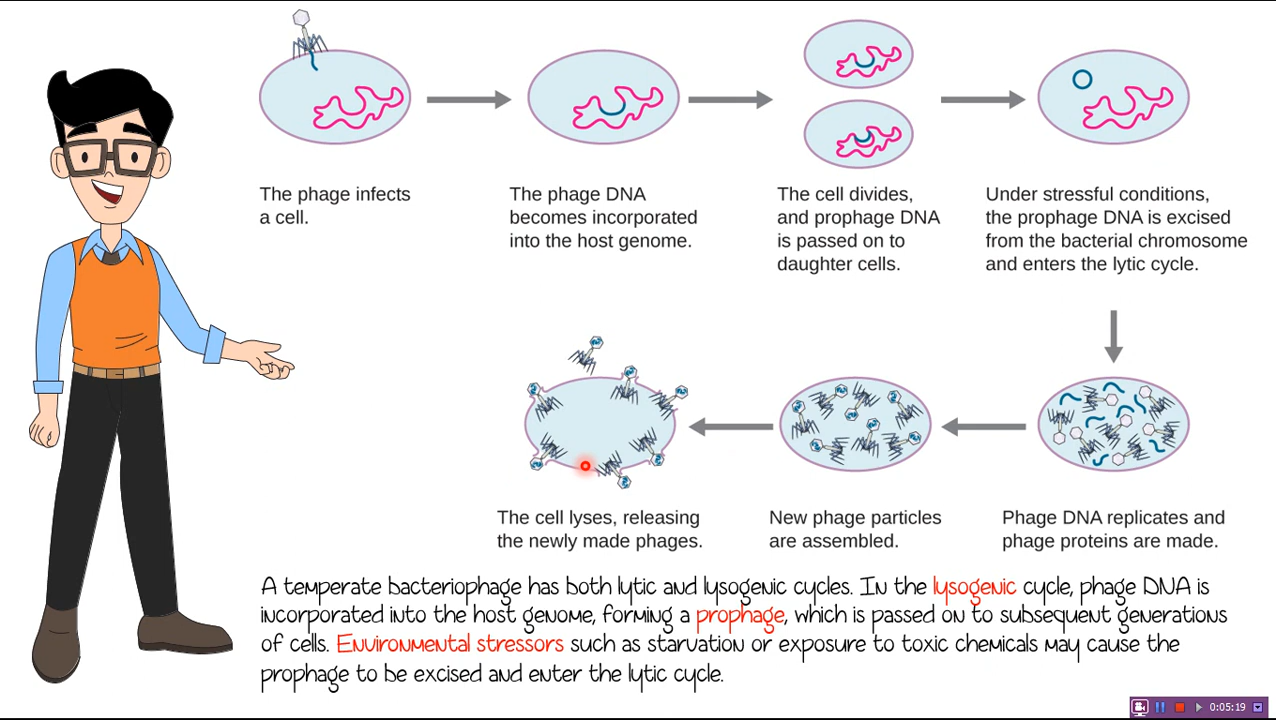 The phage infects
a cell.
The phage DNA
becomes incorporated
into the host genome.
The cell divides,
and prophage DNA
is passed on to
daughter cells.
Under stressful conditions,
the prophage DNA is excised
from the bacterial chromosome
and enters the lytic cycle.
The cell lyses, releasing
the newly made phages.
New phage particles
are assembled.
Phage DNA replicates and
phage proteins are made.
A temperate bacteriophage has both lytic and lysogenic cycles. In the lysogenic cycle, phage DNA is
incorporated into the host genome, forming a prophage, which is passed on to subsequent generations
of cells. Environmental stressors such as starvation or exposure to toxic chemicals may cause the
prophage to be excised and enter the lytic cycle.
0:05:19